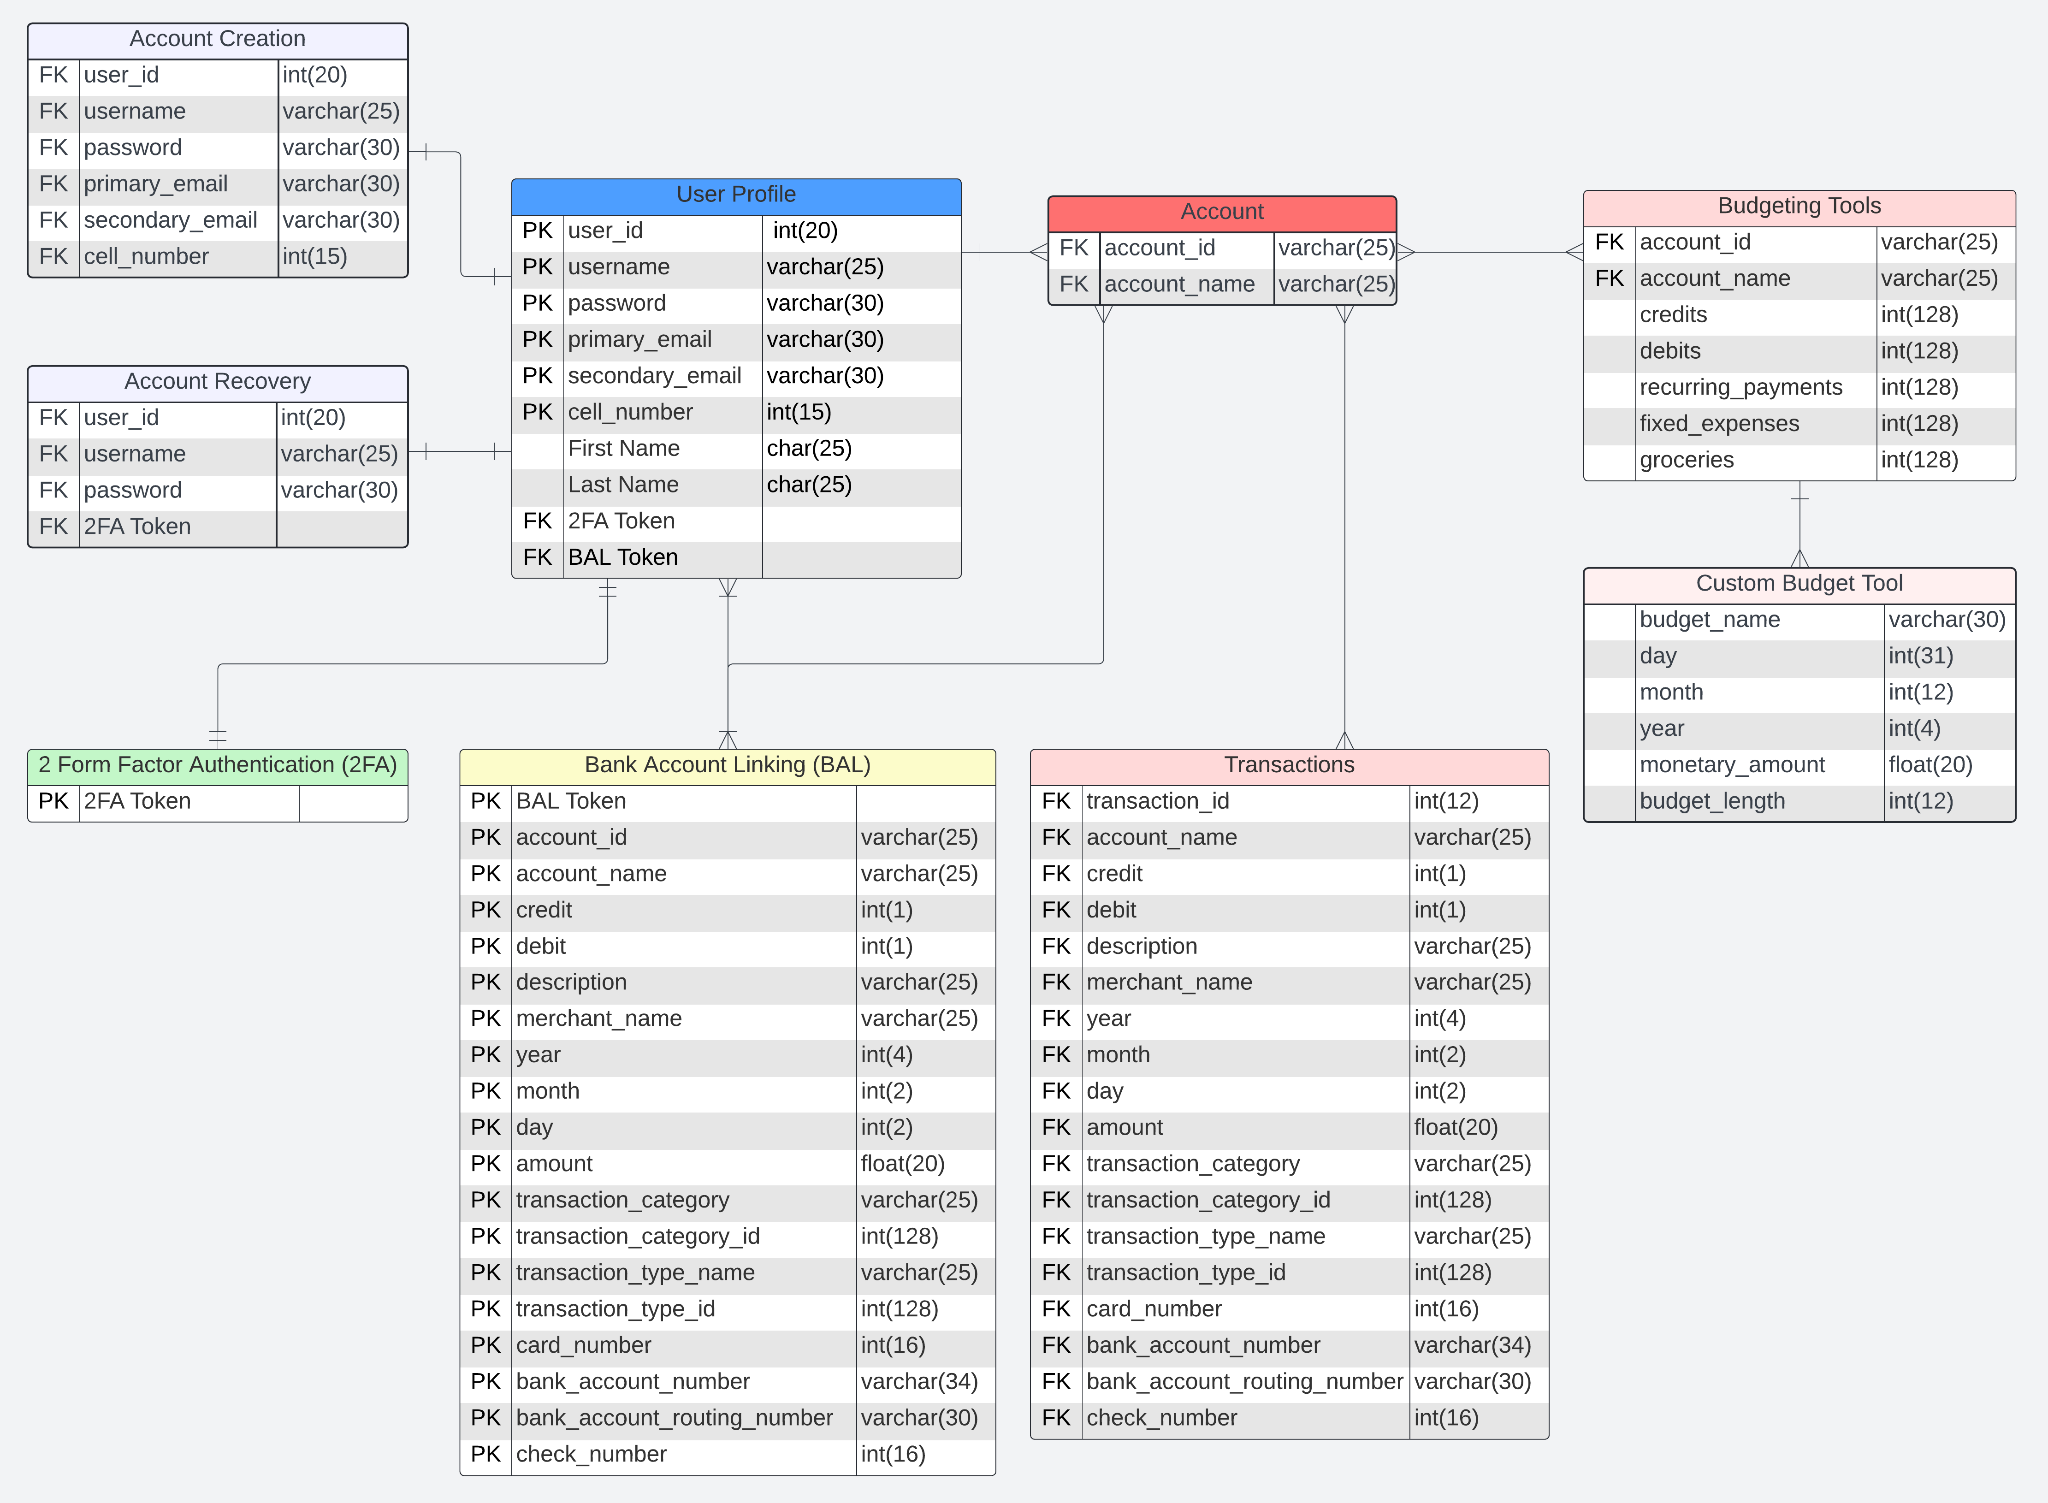 Account Creation
FK user_id int(20)
FK username varchar(25)
FK password varchar(30)
FK primary_email varchar(30)
FK secondary_email varchar(30)
FK cell_number int(15)
Account Recovery
FK user_id int(20)
FK username varchar(25)
FK password varchar(30)
FK 2FA Token
User Profile
PK user_id int(20)
PK username varchar(25)
PK password varchar(30)
PK primary_email varchar(30)
PK secondary_email varchar(30)
PK cell_number int(15)
First Name char(25)
Last Name char(25)
FK 2FA Token
FK BAL Token
Account
FK account_id varchar(25)
FK account_name varchar(25)
Budgeting Tools
FK account_id varchar(25)
FK account_name varchar(25)
credits int(128)
debits int(128)
recurring_payments int(128)
fixed_expenses int(128)
groceries int(128)
Custom Budget Tool
budget_name varchar(30)
day int(31)
month int(12)
year int(4)
monetary_amount float(20)
budget_length int(12)
2 Form Factor Authentication (2FA)
PK 2FA Token
Bank Account Linking (BAL)
PK BAL Token
PK account_id varchar(25)
PK account_name varchar(25)
PK credit int(1)
PK debit int(1)
PK description varchar(25)
PK merchant_name varchar(25)
PK year int(4)
PK month int(2)
PK day int(2)
PK amount float(20)
PK transaction_category varchar(25)
PK transaction_category_id int(128)
PK transaction_type_name varchar(25)
PK transaction_type_id int(128)
PK card_number int(16)
PK bank_account_number varchar(34)
PK bank_account_routing_number varchar(30)
PK check_number int(16)
Transactions
FK transaction_id int(12)
FK account_name varchar(25)
FK credit int(1)
FK debit int(1)
FK description varchar(25)
FK merchant_name varchar(25)
FK year int(4)
FK month int(2)
FK day int(2)
FK amount float(20)
FK transaction_category varchar(25)
FK transaction_category_id int(128)
FK transaction_type_name varchar(25)
FK transaction_type_id int(128)
FK card_number int(16)
FK bank_account_number varchar(34)
FK bank_account_routing_number varchar(30)
FK check_number int(16)